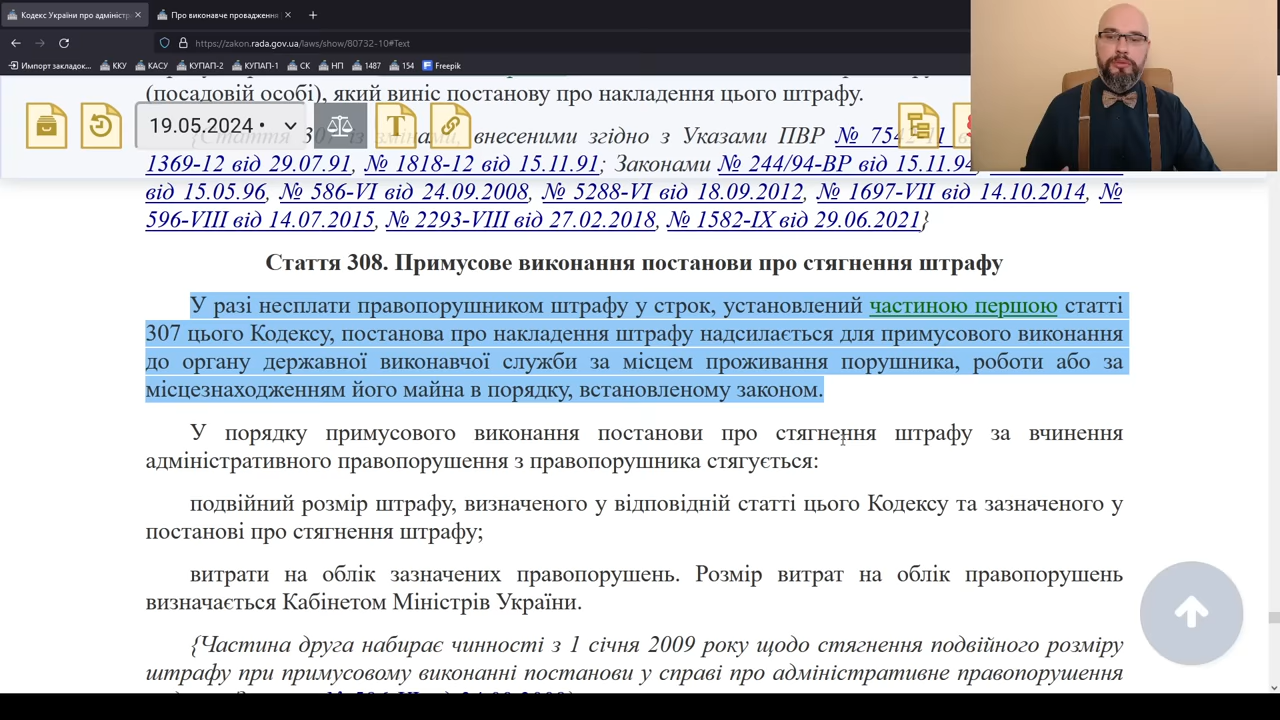 Кодекс України про адміністр
Про виконавче провадження
https://zakon.rada.gov.ua/laws/show/80732-10#Text
Импорт закладок... ККУ КАСУ КУПАП-2 КУПАП-1 СК НП 1487 154 Freepik
(посадовій особі), який виніс постанову про накладення цього штрафу.
19.05.2024 •
внесеними згідно з Указами ПВР
1369-12 від 29.07.91, № 1818-12 від 15.11.91; Законами № 244/94-ВР від 15.11.94,
від 15.05.96, № 586-VI від 24.09.2008, № 5288-VI від 18.09.2012, № 1697-VII від 14.10.2014, №
596-VIII від 14.07.2015, № 2293-VIII від 27.02.2018, № 1582-IX від 29.06.2021}
Стаття 308. Примусове виконання постанови про стягнення штрафу
У разі несплати правопорушником штрафу у строк, установлений частиною першою статті
307 цього Кодексу, постанова про накладення штрафу надсилається для примусового виконання
до органу державної виконавчої служби за місцем проживання порушника, роботи або за
місцезнаходженням його майна в порядку, встановленому законом.
У порядку примусового виконання постанови про стягнення штрафу за вчинення
адміністративного правопорушення з правопорушника стягується:
подвійний розмір штрафу, визначеного у відповідній статті цього Кодексу та зазначеного у
постанові про стягнення штрафу;
витрати на облік зазначених правопорушень. Розмір витрат на облік правопорушень
визначається Кабінетом Міністрів України.
{Частина друга набирає чинності з 1 січня 2009 року щодо стягнення подвійного розміру
штрафу при примусовому виконанні постанови у справі про адміністративне правопорушення